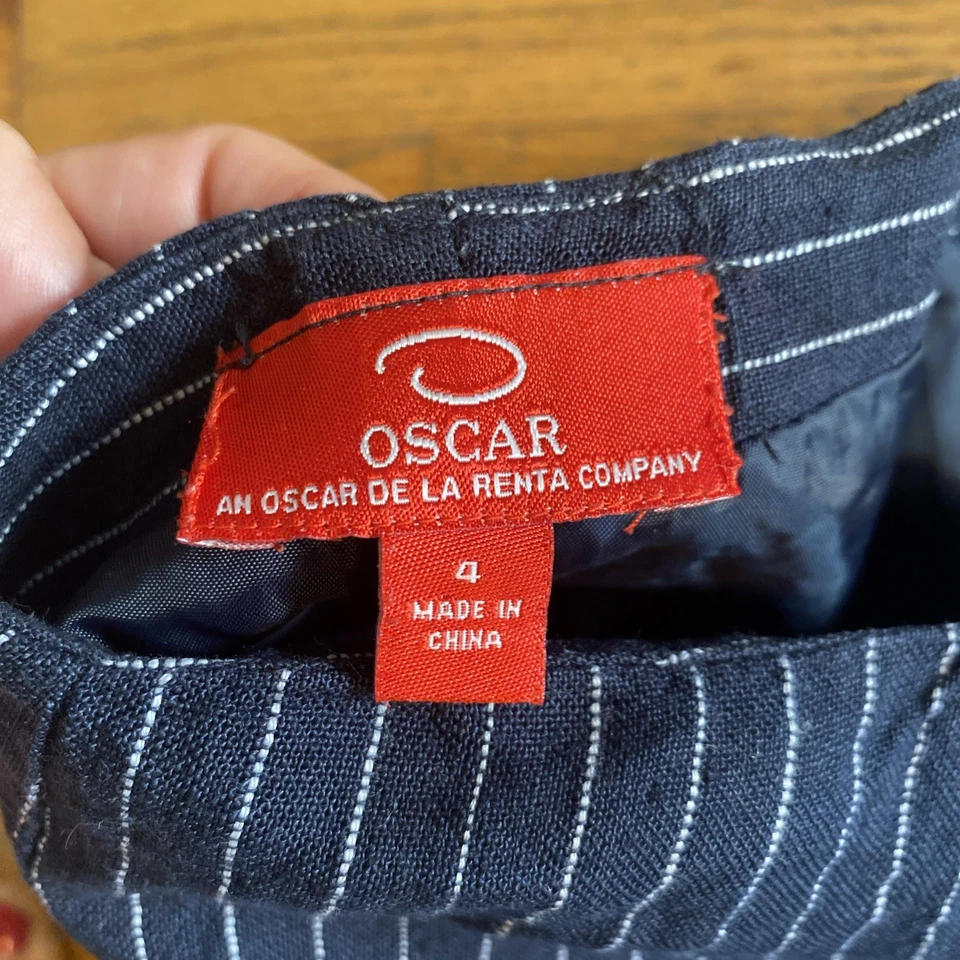 OSCAR
AN OSCAR DE LA RENTA COMPANY
4
MADE IN
CHINA